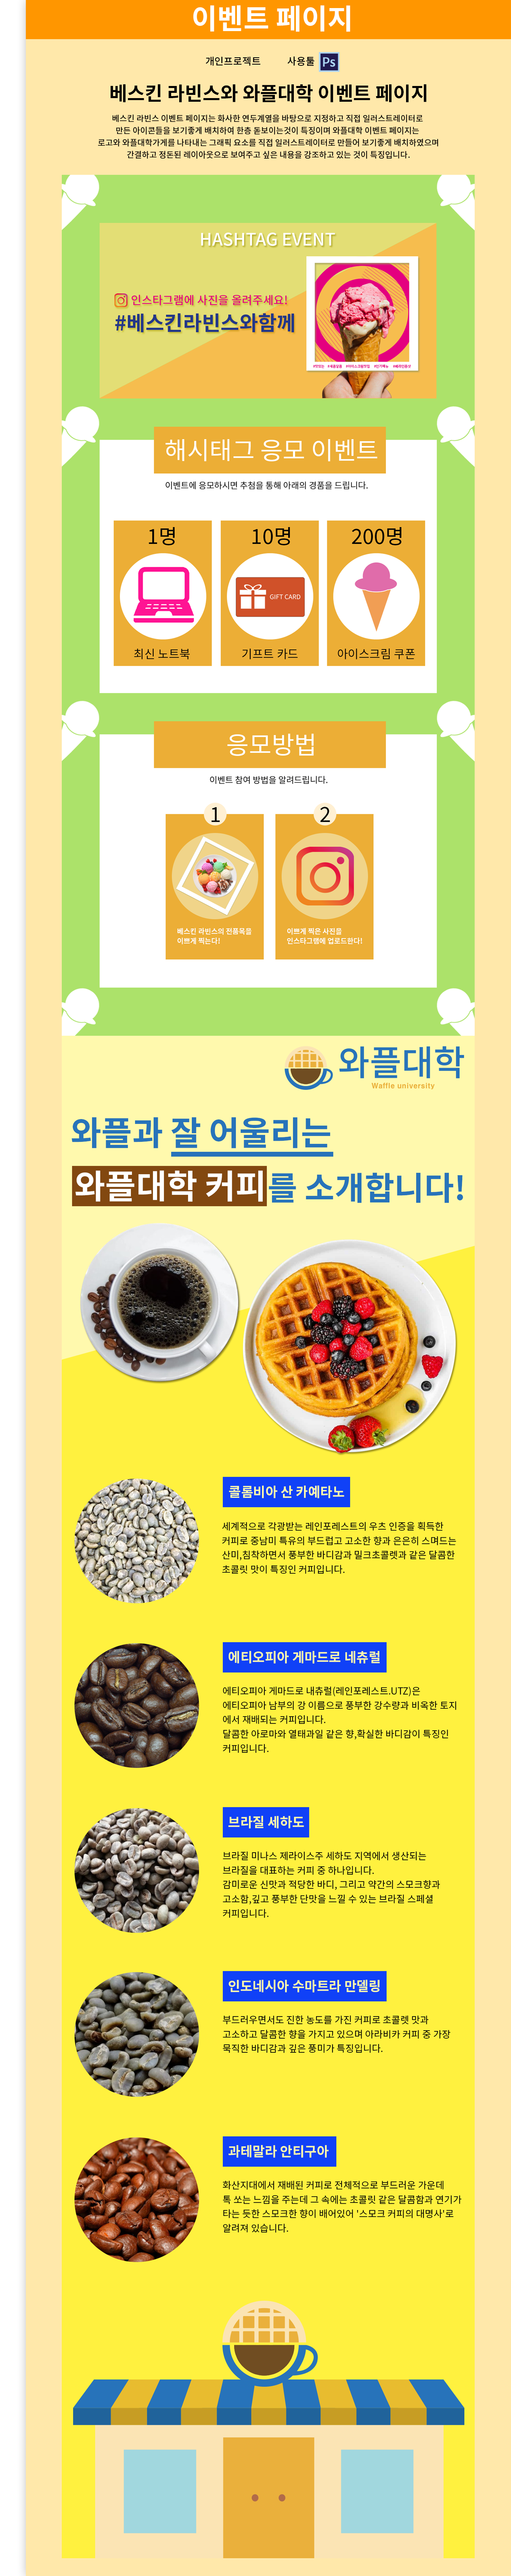 이벤트 페이지
개인프로젝트 사용툴 Ps
베스킨 라빈스와 와플대학 이벤트 페이지
베스킨 라빈스 이벤트 페이지는 화사한 연두계열을 바탕으로 지정하고 직접 일러스트레이터로
만든 아이콘들을 보기좋게 배치하여 한층 돋보이는것이 특징이며 와플대학 이벤트 페이지는
로고와 와플대학가게를 나타내는 그래픽 요소를 직접 일러스트레이터로 만들어 보기좋게 배치하였으며
간결하고 정돈된 레이아웃으로 보여주고 싶은 내용을 강조하고 있는 것이 특징입니다.
HASHTAG EVENT
인스타그램에 사진을 올려주세요!
#베스킨라빈스와함께
해시태그 응모 이벤트
이벤트에 응모하시면 추첨을 통해 아래의 경품을 드립니다.
1명
10명
200명
GIFT CARD
최신 노트북
기프트 카드
아이스크림 쿠폰
응모방법
이벤트 참여 방법을 알려드립니다.
1
2
베스킨 라빈스의 전품목을
이쁘게 찍는다!
이쁘게 찍은 사진을
인스타그램에 업로드한다!
와플대학
Waffle university
와플과 잘 어울리는
와플대학 커피를 소개합니다!
콜롬비아 산 카예타노
세계적으로 각광받는 레인포레스트의 우츠 인증을 획득한
커피로 중남미 특유의 부드럽고 고소한 향과 은은히 스며드는
산미,침착하면서 풍부한 바디감과 밀크초콜렛과 같은 달콤한
초콜릿 맛이 특징인 커피입니다.
에티오피아 게마드로 네츄럴
에티오피아 게마드로 내츄럴(레인포레스트.UTZ)은
에티오피아 남부의 강 이름으로 풍부한 강수량과 비옥한 토지
에서 재배되는 커피입니다.
달콤한 아로마와 열태과일 같은 향,확실한 바디감이 특징인
커피입니다.
브라질 세하도
브라질 미나스 제라이스주 세하도 지역에서 생산되는
브라질을 대표하는 커피 중 하나입니다.
감미로운 신맛과 적당한 바디, 그리고 약간의 스모크향과
고소함,깊고 풍부한 단맛을 느낄 수 있는 브라질 스페셜
커피입니다.
인도네시아 수마트라 만델링
부드러우면서도 진한 농도를 가진 커피로 초콜렛 맛과
고소하고 달콤한 향을 가지고 있으며 아라비카 커피 중 가장
묵직한 바디감과 깊은 풍미가 특징입니다.
과테말라 안티구아
화산지대에서 재배된 커피로 전체적으로 부드러운 가운데
톡 쏘는 느낌을 주는데 그 속에는 초콜릿 같은 달콤함과 연기가
타는 듯한 스모크한 향이 배어있어 '스모크 커피의 대명사'로
알려져 있습니다.